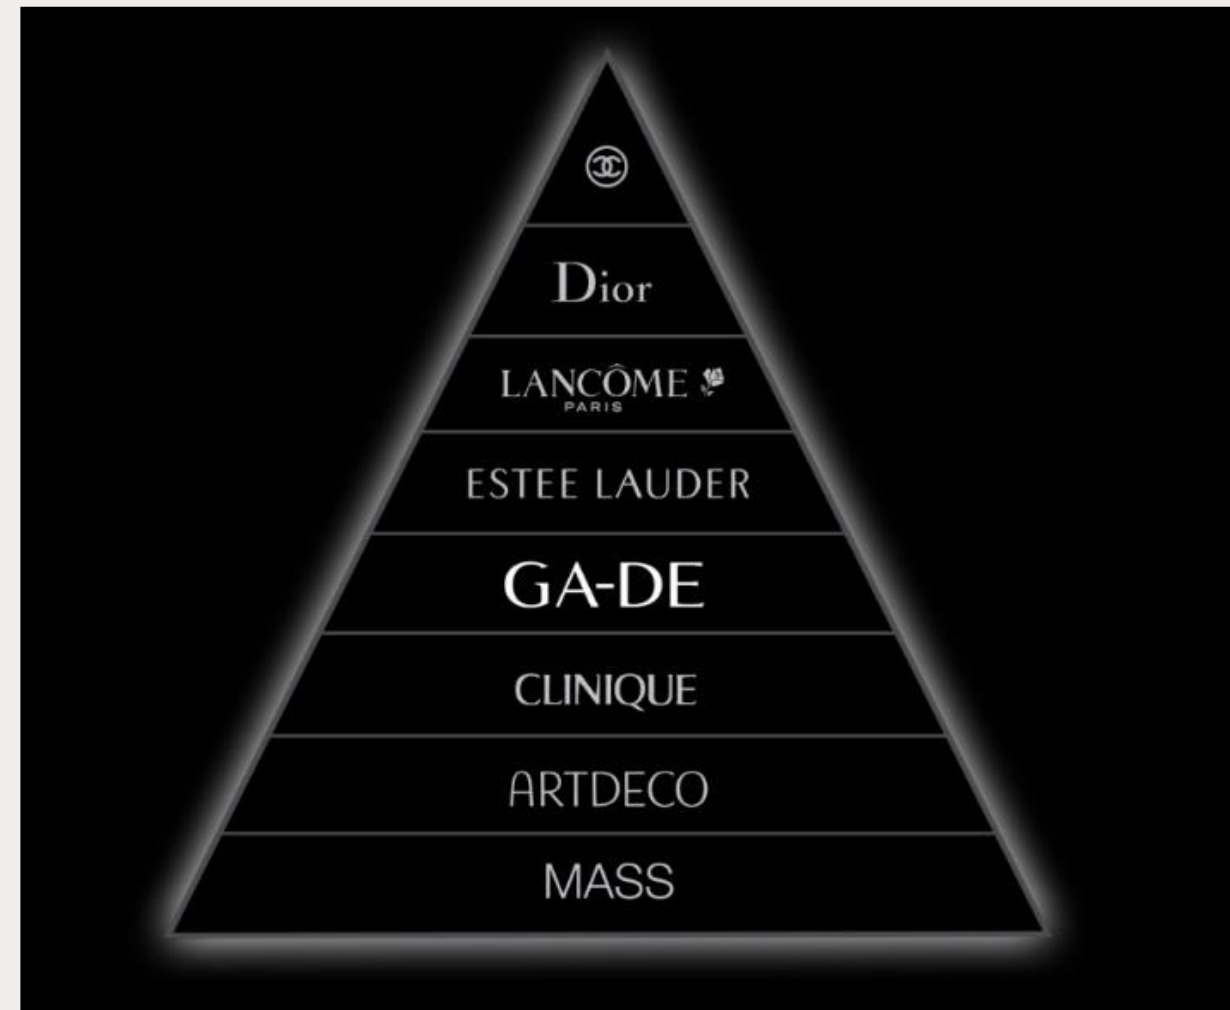 Dior
LANCÔME
PARIS
ESTEE LAUDER
GA-DE
CLINIQUE
ARTDECO
MASS